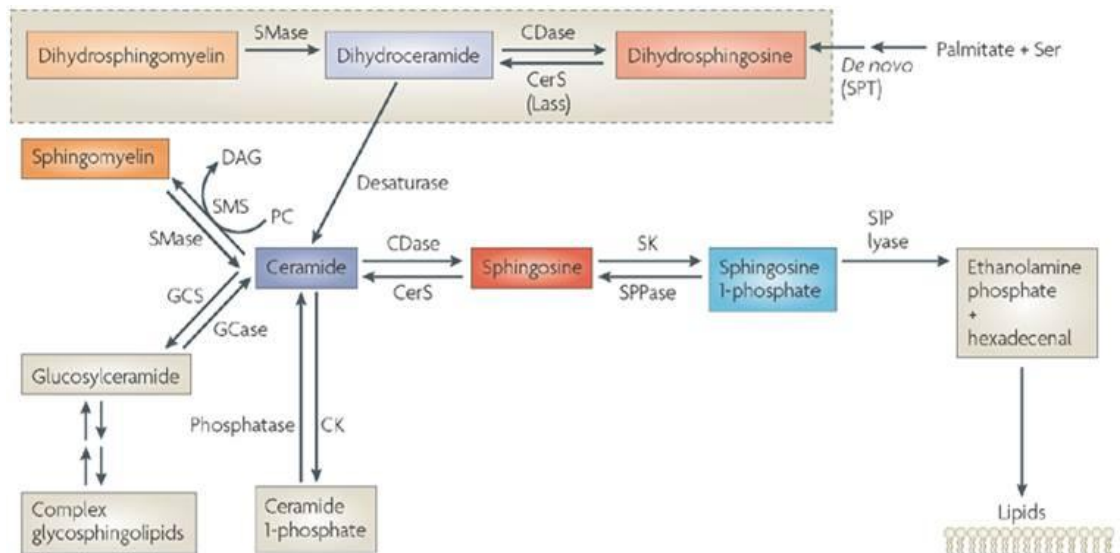 Dihydrosphingomyelin
SMase
Dihydroceramide
CDase
CerS
(Lass)
Dihydrosphingosine
De novo
(SPT)
Palmitate + Ser
Sphingomyelin
DAG
SMS
PC
SMase
Desaturase
Ceramide
CDase
CerS
Sphingosine
SK
SPPase
Sphingosine
1-phosphate
S1P
lyase
Ethanolamine
phosphate
+
hexadecenal
GCS
GCase
Glucosylceramide
Phosphatase
CK
Complex
glycosphingolipids
Ceramide
1-phosphate
Lipids